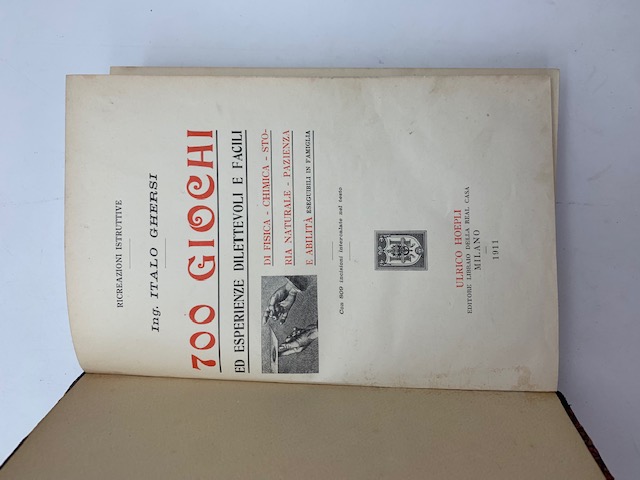 RICREAZIONI ISTRUTTIVE
Ing. ITALO GHERSI
700 GIOCHI
ED ESPERIENZE DILETTEVOLI E FACILI
DI FISICA - CHIMICA - STO-
RIA NATURALE - PAZIENZA
E ABILITÀ ESEGUIBILI IN FAMIGLIA
Con 809 incisioni intercalate nel testo
ULRICO HOEPLI
EDITORE LIBRAIO DELLA REAL CASA
MILANO
1911